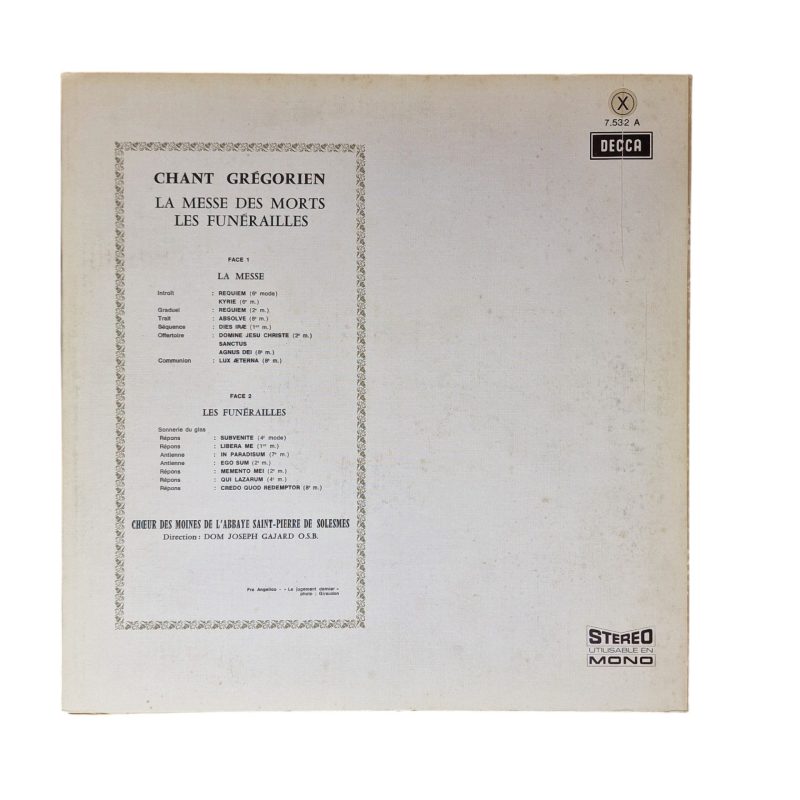 X
7.532 A
DECCA
CHANT GRÉGORIEN
LA MESSE DES MORTS
LES FUNÉRAILLES
FACE 1
LA MESSE
Introït : REQUIEM (6e mode)
KYRIE (6e m.)
Graduel : REQUIEM (2e m.)
Trait : ABSOLVE (8e m.)
Séquence : DIES IRÆ (1er m.)
Offertoire : DOMINE JESU CHRISTE (2e m.)
SANCTUS
AGNUS DEI (8e m.)
Communion : LUX ÆTERNA (8e m.)
FACE 2
LES FUNÉRAILLES
Sonnerie du glas
Répons : SUBVENITE (4e mode)
Répons : LIBERA ME (1er m.)
Antienne : IN PARADISUM (7e m.)
Antienne : EGO SUM (2e m.)
Répons : MEMENTO MEI (2e m.)
Répons : QUI LAZARUM (4e m.)
Répons : CREDO QUOD REDEMPTOR (8e m.)
CHŒUR DES MOINES DE L'ABBAYE SAINT-PIERRE DE SOLESMES
Direction : DOM JOSEPH GAJARD O.S.B.
Fra Angelico - « Le jugement dernier »
photo : Giraudon
STEREO
UTILISABLE EN
MONO